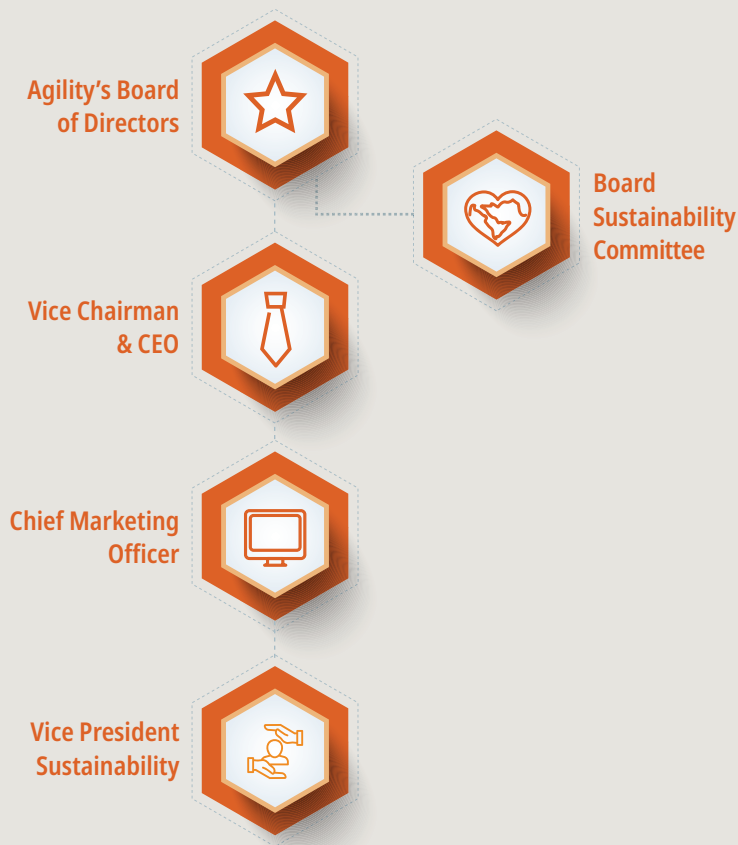 Agility’s Board
of Directors
Board
Sustainability
Committee
Vice Chairman
& CEO
Chief Marketing
Officer
Vice President
Sustainability